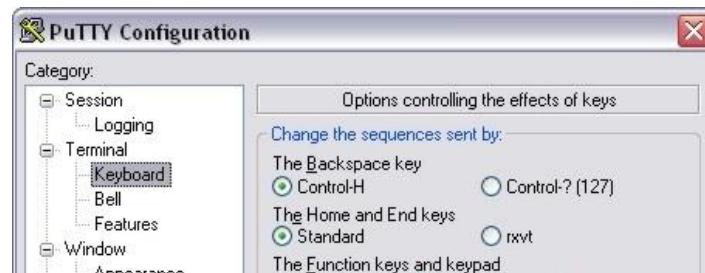 PuTTY Configuration
Category:
Session
Logging
Terminal
Keyboard
Bell
Features
Window
Appearance
Options controlling the effects of keys
Change the sequences sent by:
The Backspace key
Control-H Control-? (127)
The Home and End keys
Standard rxvt
The Function keys and keypad